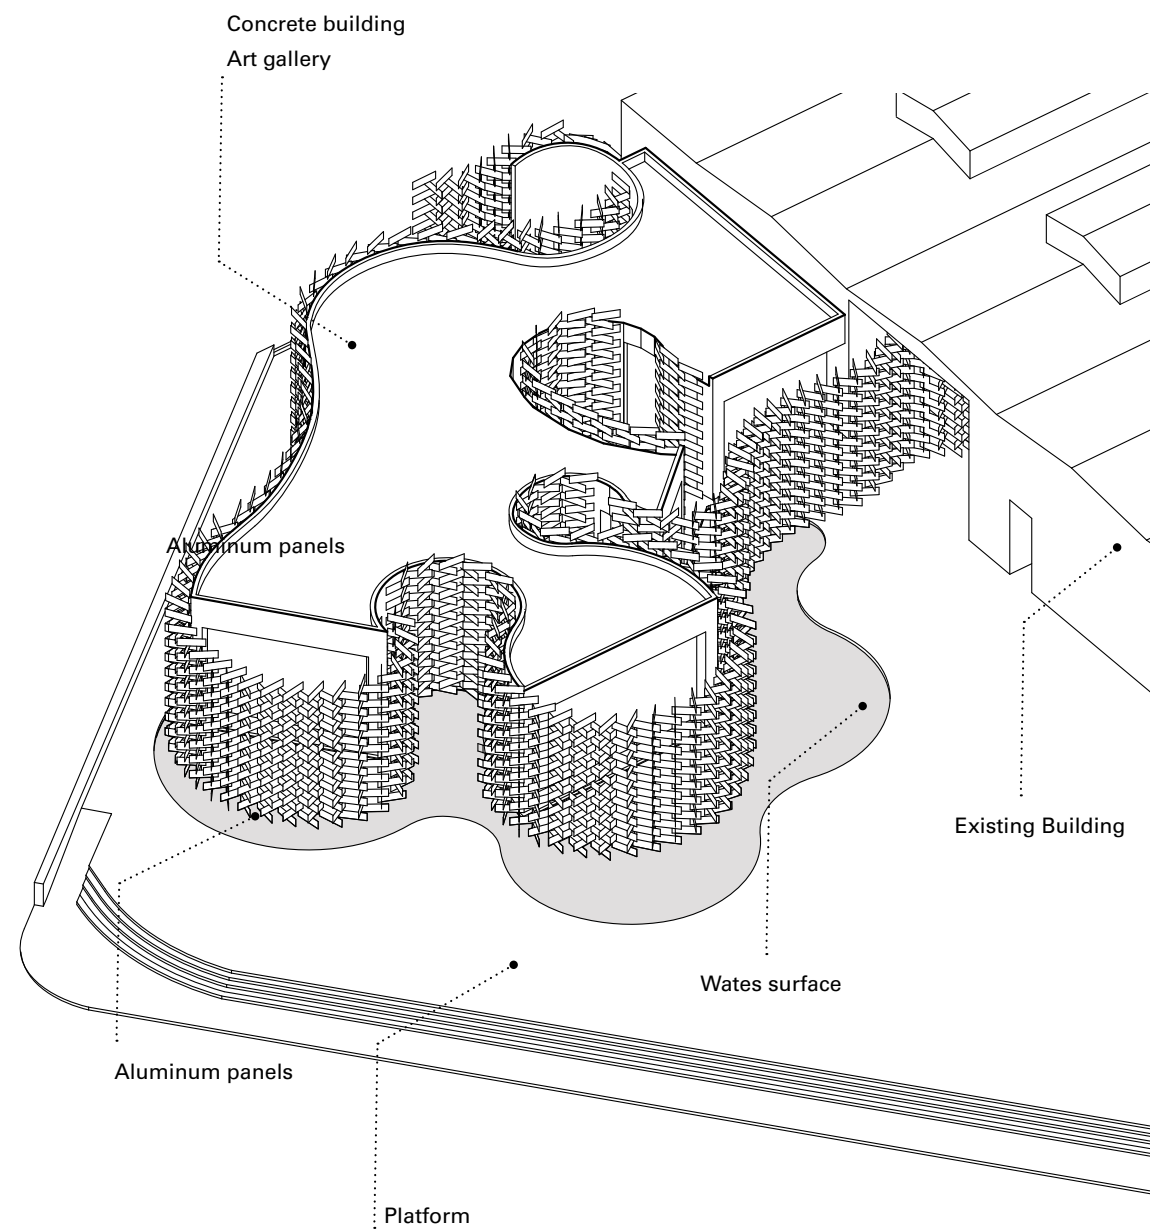 Concrete building
Art gallery
Aluminum panels
Existing Building
Wates surface
Aluminum panels
Platform